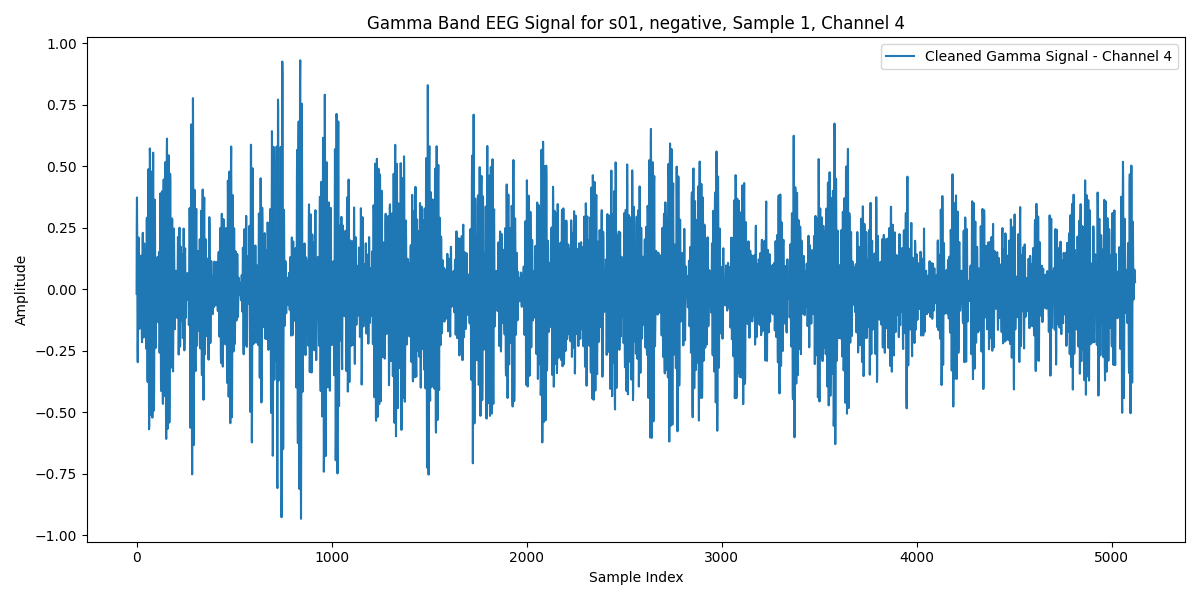 Gamma Band EEG Signal for s01, negative, Sample 1, Channel 4
Cleaned Gamma Signal - Channel 4
Amplitude
1.00
0.75
0.50
0.25
0.00
−0.25
−0.50
−0.75
−1.00
0 1000 2000 3000 4000 5000
Sample Index